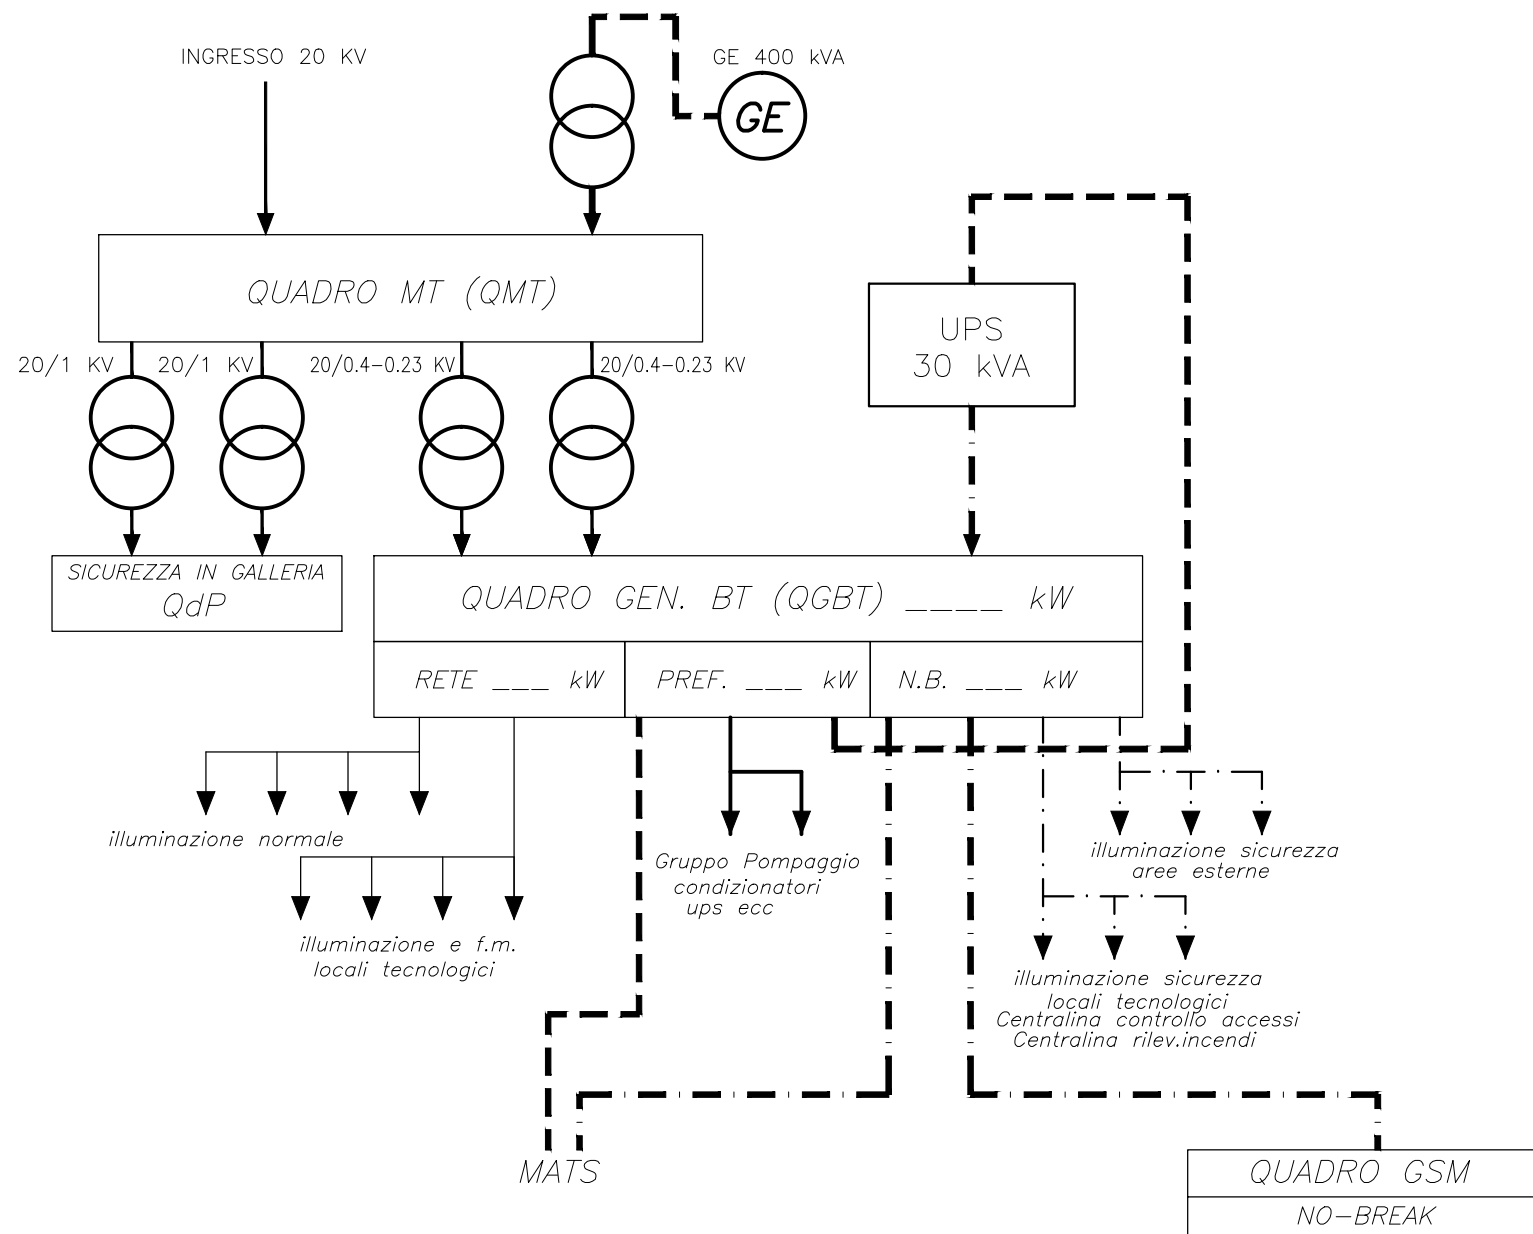 INGRESSO 20 KV
GE 400 kVA
GE
QUADRO MT (QMT)
20/1 KV
20/1 KV
20/0.4-0.23 KV
20/0.4-0.23 KV
UPS
30 kVA
SICUREZZA IN GALLERIA
QdP
QUADRO GEN. BT (QGBT) ____ kW
RETE ___ kW
PREF. ___ kW
N.B. ___ kW
illuminazione normale
illuminazione e f.m.
locali tecnologici
Gruppo Pompaggio
condizionatori
ups ecc
illuminazione sicurezza
aree esterne
illuminazione sicurezza
locali tecnologici
Centralina controllo accessi
Centralina rilev.incendi
MATS
QUADRO GSM
NO-BREAK